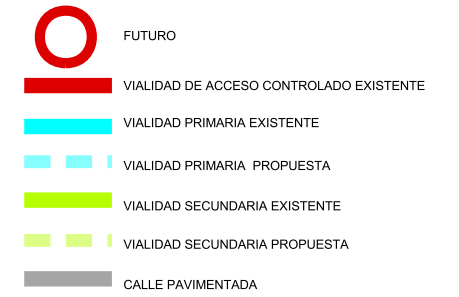 FUTURO
VIALIDAD DE ACCESO CONTROLADO EXISTENTE
VIALIDAD PRIMARIA EXISTENTE
VIALIDAD PRIMARIA PROPUESTA
VIALIDAD SECUNDARIA EXISTENTE
VIALIDAD SECUNDARIA PROPUESTA
CALLE PAVIMENTADA